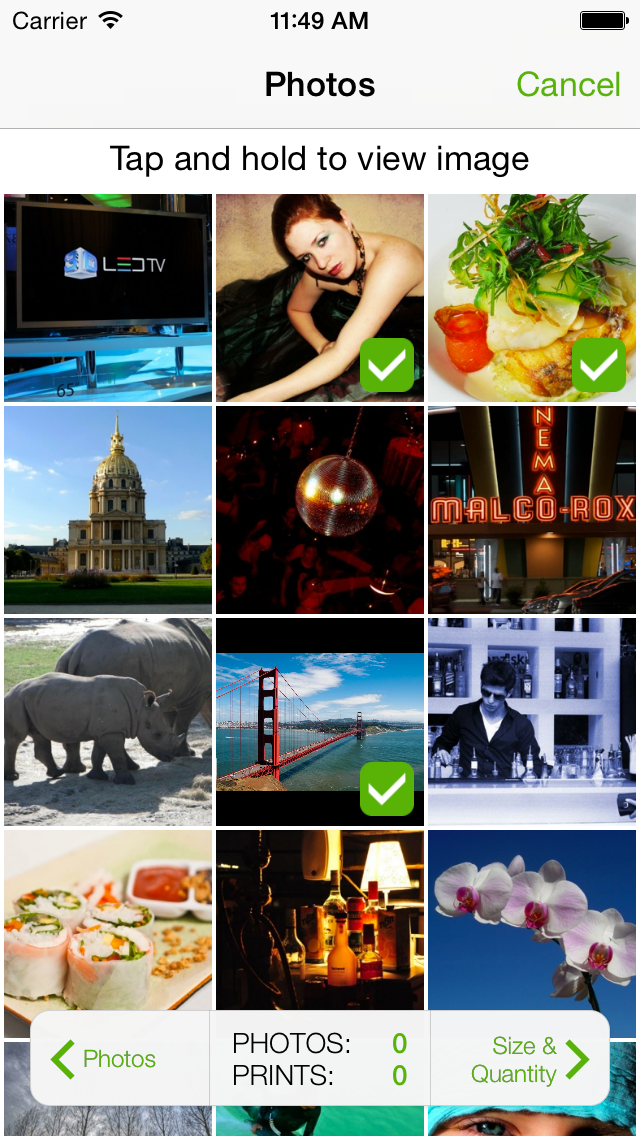 Carrier 11:49 AM
Photos Cancel
Tap and hold to view image
LED TV
65
NEMA
MALCO-ROX
Photos
PHOTOS: 0
PRINTS: 0
Size &
Quantity